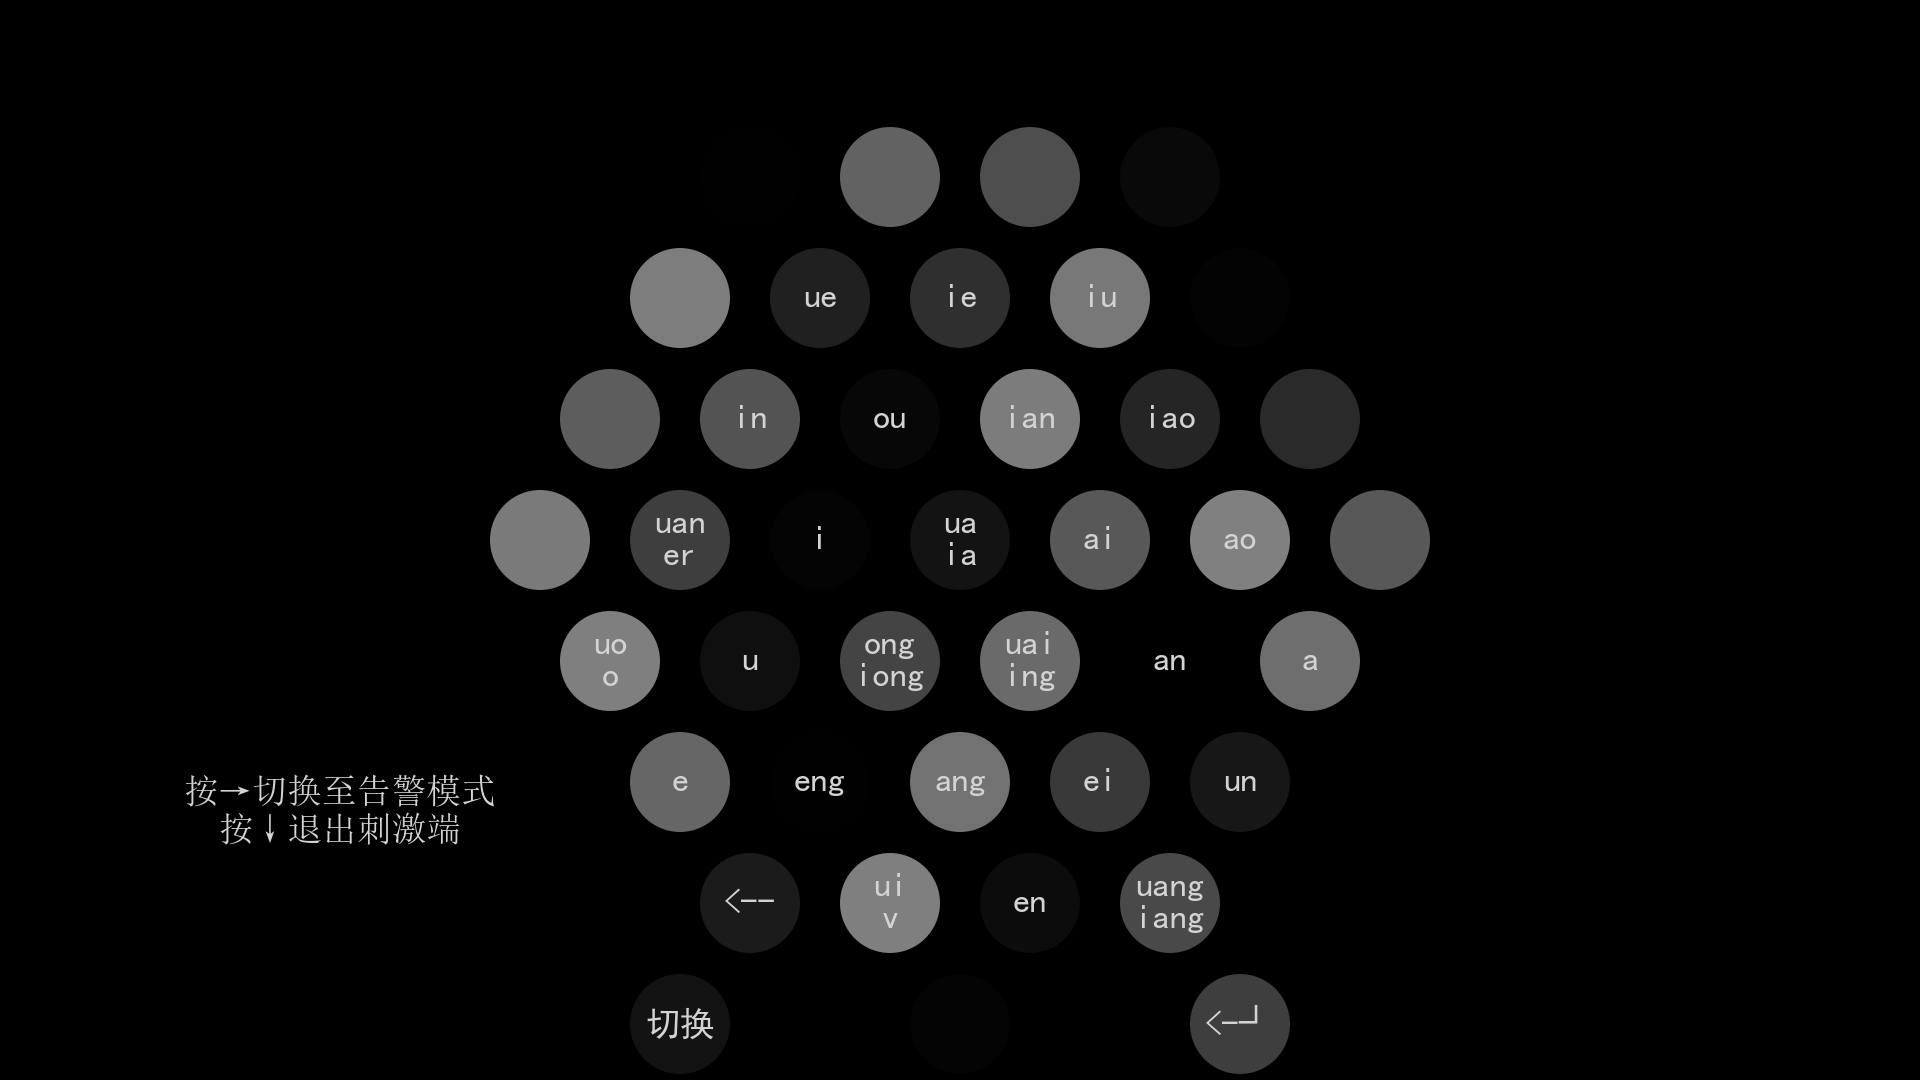 ue
ie
iu
in
ou
ian
iao
uan
er
i
ua
ia
ai
ao
uo
o
u
ong
iong
uai
ing
an
a
e
eng
ang
ei
un
按→切换至告警模式
按↓退出刺激端
<--
ui
v
en
uang
iang
切换
<-┘